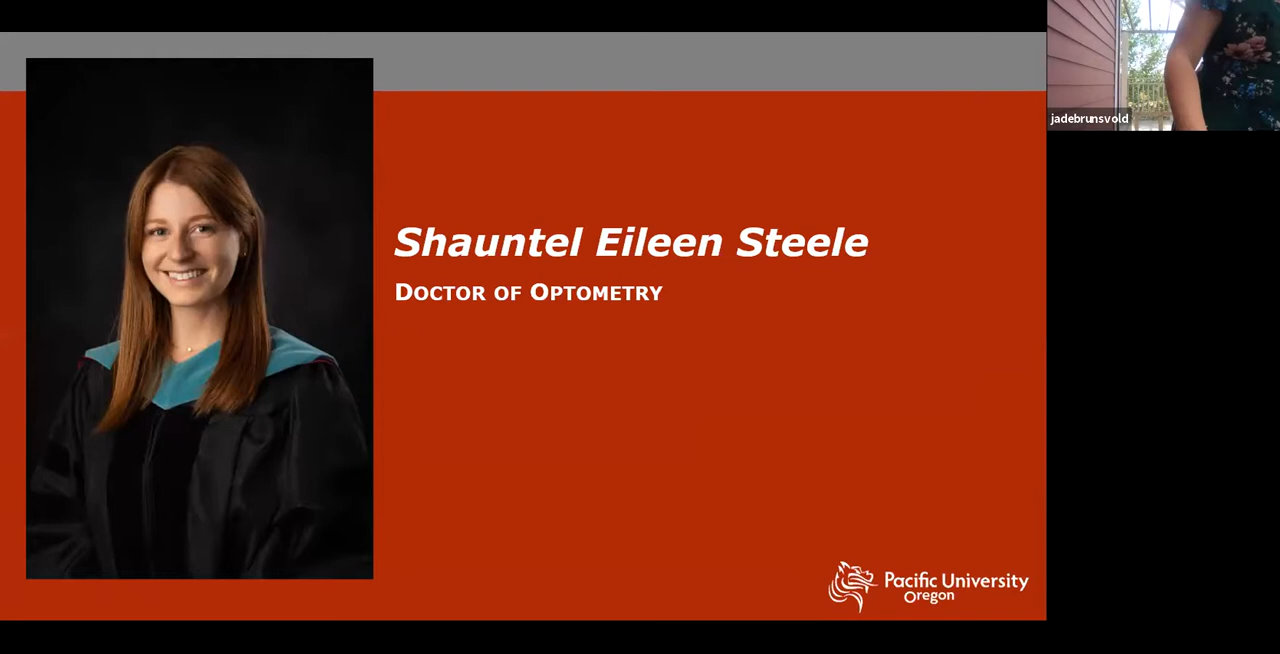 Shauntel Eileen Steele
DOCTOR OF OPTOMETRY
Pacific University
Oregon
jadebrunsvold